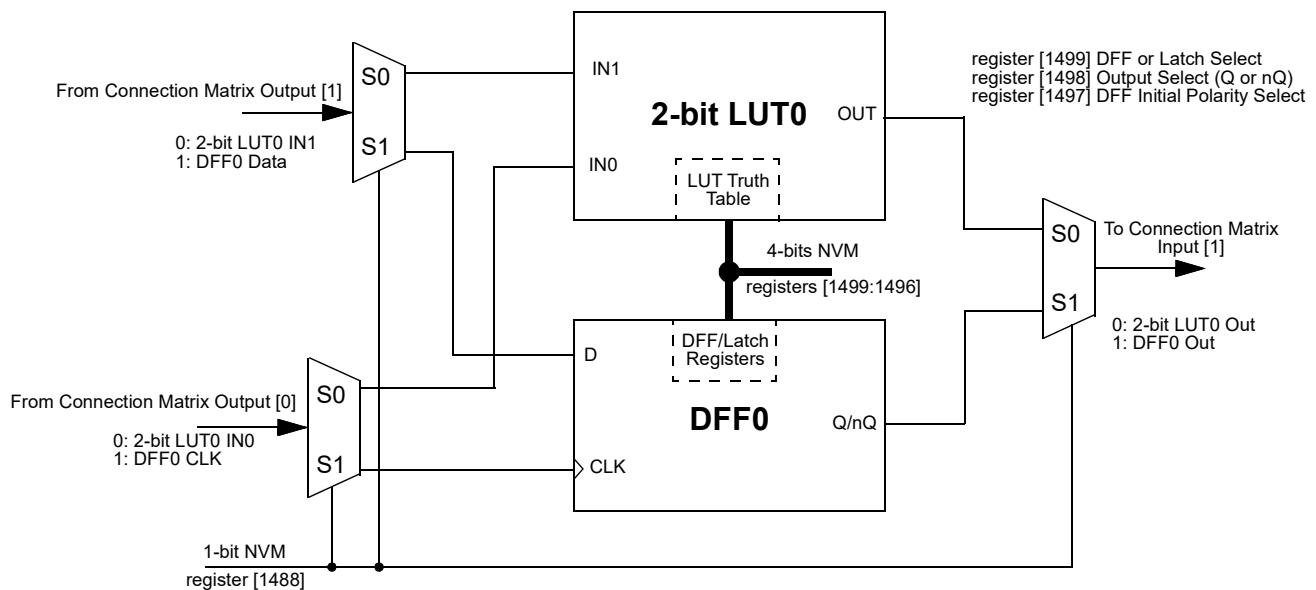 S0
IN1
register [1499] DFF or Latch Select
register [1498] Output Select (Q or nQ)
register [1497] DFF Initial Polarity Select
From Connection Matrix Output [1]
2-bit LUT0
OUT
0: 2-bit LUT0 IN1
1: DFF0 Data
S1
IN0
LUT Truth
Table
S0
To Connection Matrix
Input [1]
4-bits NVM
registers [1499:1496]
S1
0: 2-bit LUT0 Out
1: DFF0 Out
D
DFF/Latch
Registers
From Connection Matrix Output [0]
S0
DFF0
Q/nQ
0: 2-bit LUT0 IN0
1: DFF0 CLK
S1
CLK
1-bit NVM
register [1488]